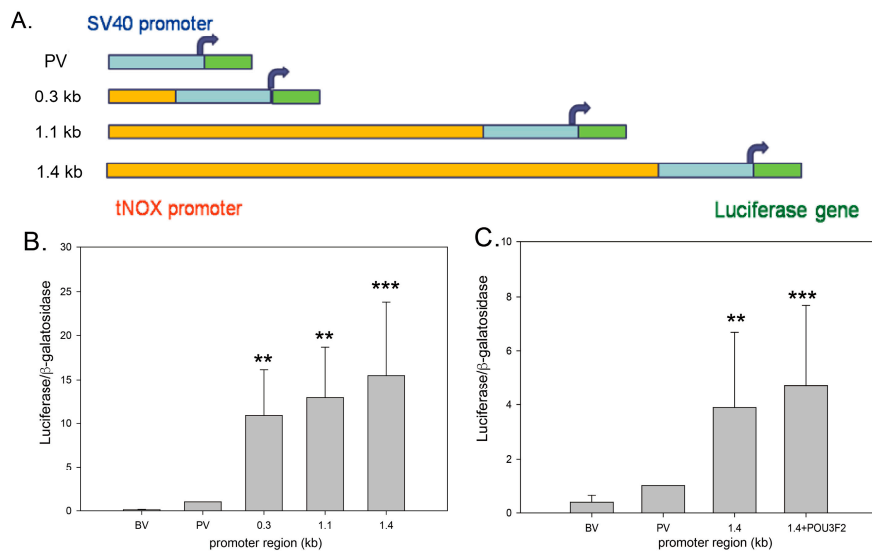 A.
SV40 promoter
PV
0.3 kb
1.1 kb
1.4 kb
tNOX promoter
Luciferase gene
B.
Luciferase/β-galatosidase
30
25
20
15
10
5
0
**
**
***
BV PV 0.3 1.1 1.4
promoter region (kb)
C.
Luciferase/β-galatosidase
10
8
6
4
2
0
**
***
BV PV 1.4 1.4+POU3F2
promoter region (kb)